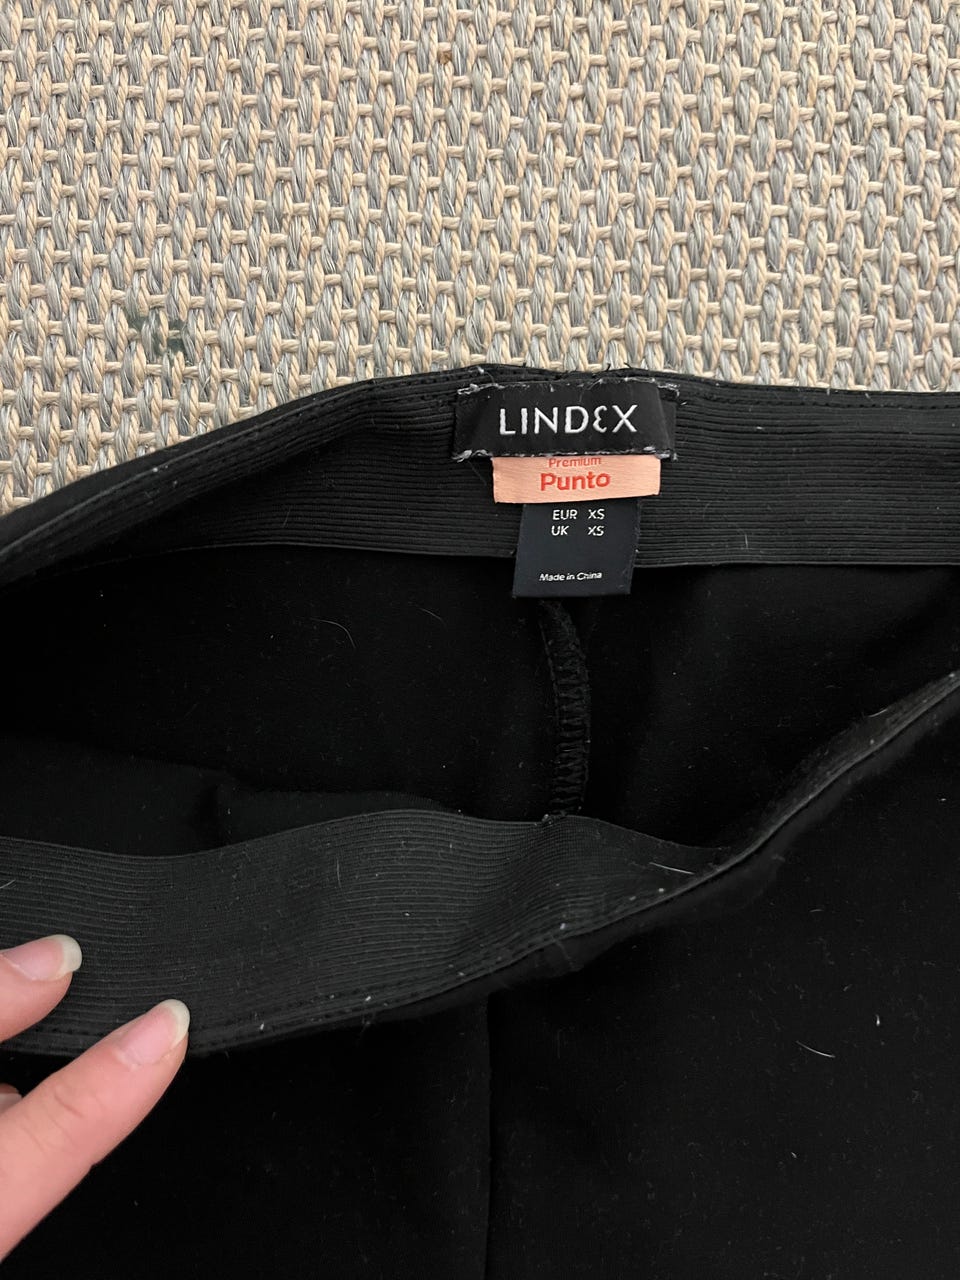 LINDEX
Premium
Punto
EUR XS
UK XS
Made in China